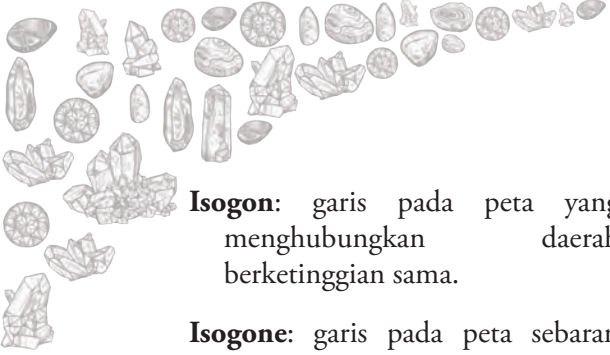 Isogon: garis pada peta yang
menghubungkan daerah
berketinggian sama.
Isogone: garis pada peta sebaran